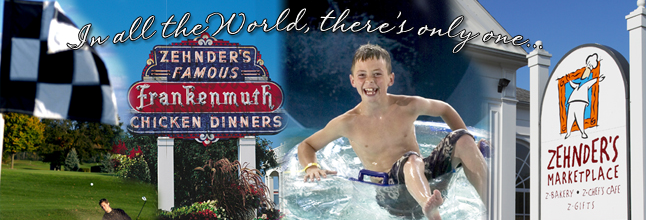 In all the World, there's only one...
ZEHNDER'S
FAMOUS
Frankenmuth
CHICKEN DINNERS
ZEHNDER'S
MARKETPLACE
Z-BAKERY • Z-CHEF'S CAFE
Z-GIFTS